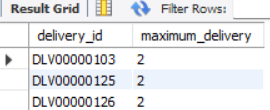 Result Grid Filter Rows:
delivery_id maximum_delivery
DLV00000103 2
DLV00000125 2
DLV00000126 2